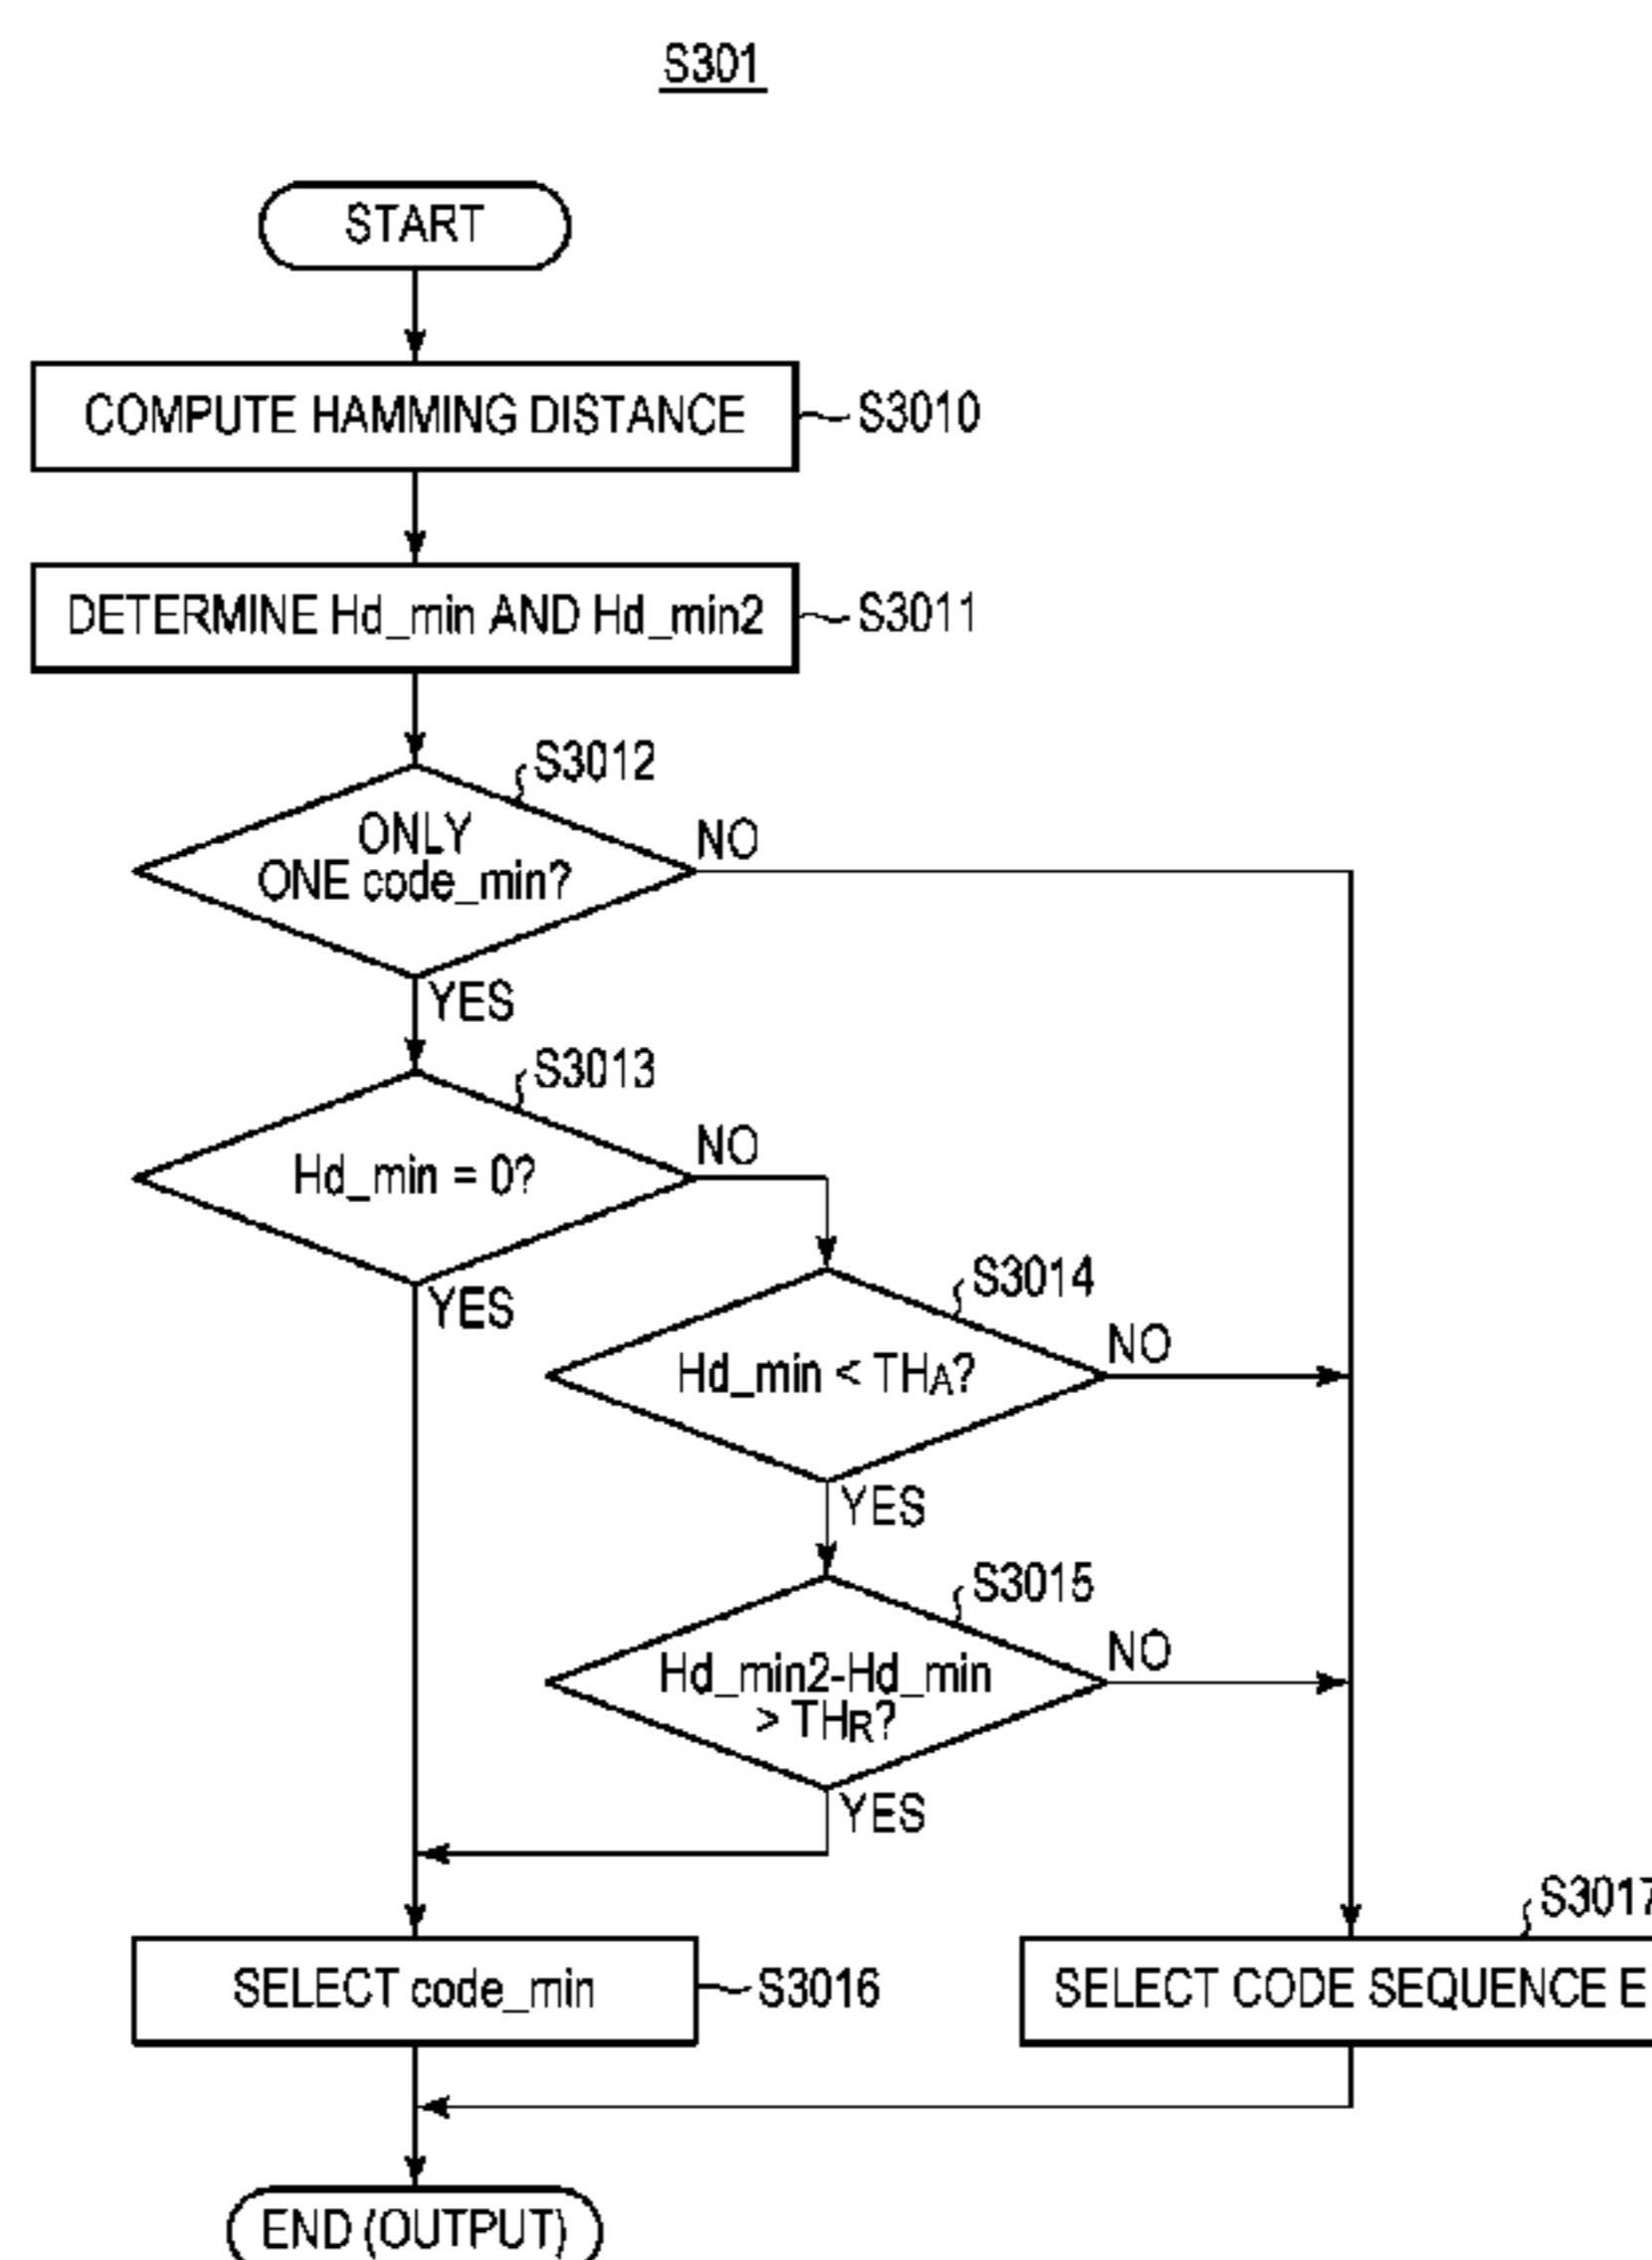 S301
START
COMPUTE HAMMING DISTANCE
S3010
DETERMINE Hd_min AND Hd_min2
S3011
S3012
ONLY
ONE code_min?
NO
YES
S3013
Hd_min = 0?
NO
YES
S3014
Hd_min < THA?
NO
YES
S3015
Hd_min2-Hd_min
> THR?
NO
YES
SELECT code_min
S3016
S3017
SELECT CODE SEQUENCE E
END (OUTPUT)